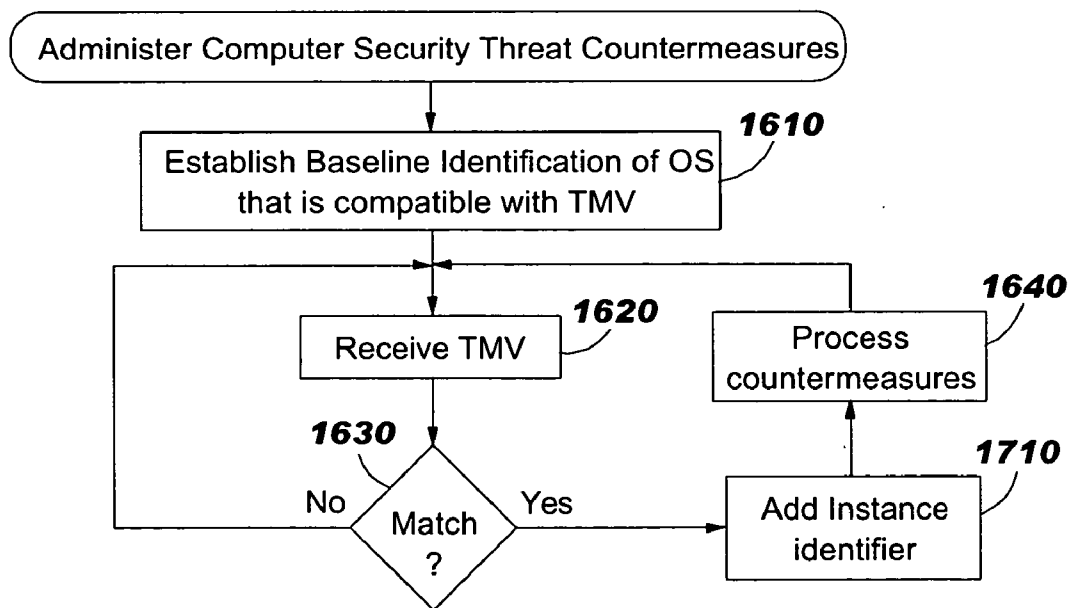 Administer Computer Security Threat Countermeasures
1610
Establish Baseline Identification of OS
that is compatible with TMV
1620
Receive TMV
1640
Process
countermeasures
1630
No
Match
?
Yes
1710
Add Instance
identifier